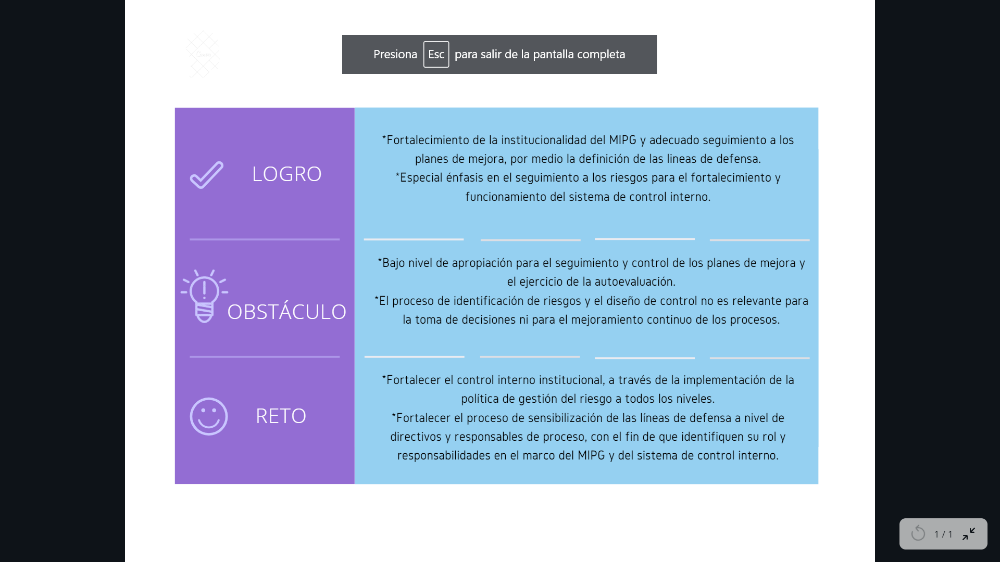 Presiona Esc para salir de la pantalla completa
Canva
LOGRO
*Fortalecimiento de la institucionalidad del MIPG y adecuado seguimiento a los
planes de mejora, por medio la definición de las lineas de defensa.
*Especial énfasis en el seguimiento a los riesgos para el fortalecimiento y
funcionamiento del sistema de control interno.
OBSTÁCULO
*Bajo nivel de apropiación para el seguimiento y control de los planes de mejora y
el ejercicio de la autoevaluación.
*El proceso de identificación de riesgos y el diseño de control no es relevante para
la toma de decisiones ni para el mejoramiento continuo de los procesos.
RETO
*Fortalecer el control interno institucional, a través de la implementación de la
política de gestión del riesgo a todos los niveles.
*Fortalecer el proceso de sensibilización de las líneas de defensa a nivel de
directivos y responsables de proceso, con el fin de que identifiquen su rol y
responsabilidades en el marco del MIPG y del sistema de control interno.
1 / 1